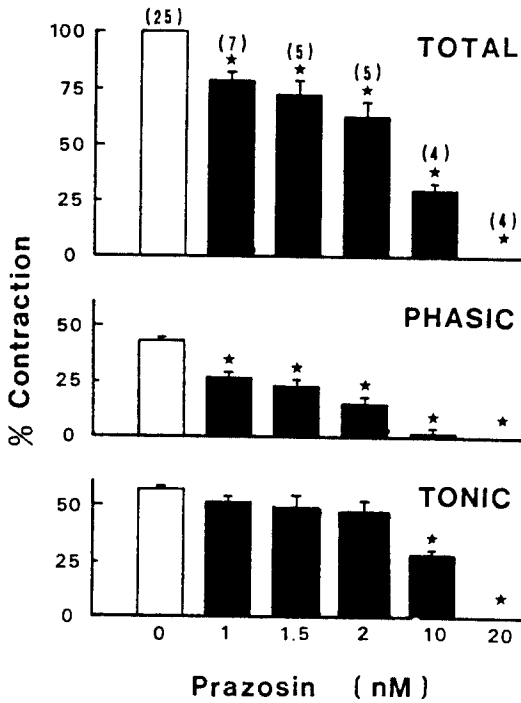 (25)
100
TOTAL
(7)
(5)
(5)
75
50
(4)
25
(4)
0
% Contraction
PHASIC
50
25
0
TONIC
50
25
0
0 1 1.5 2 10 20
Prazosin ( nM )